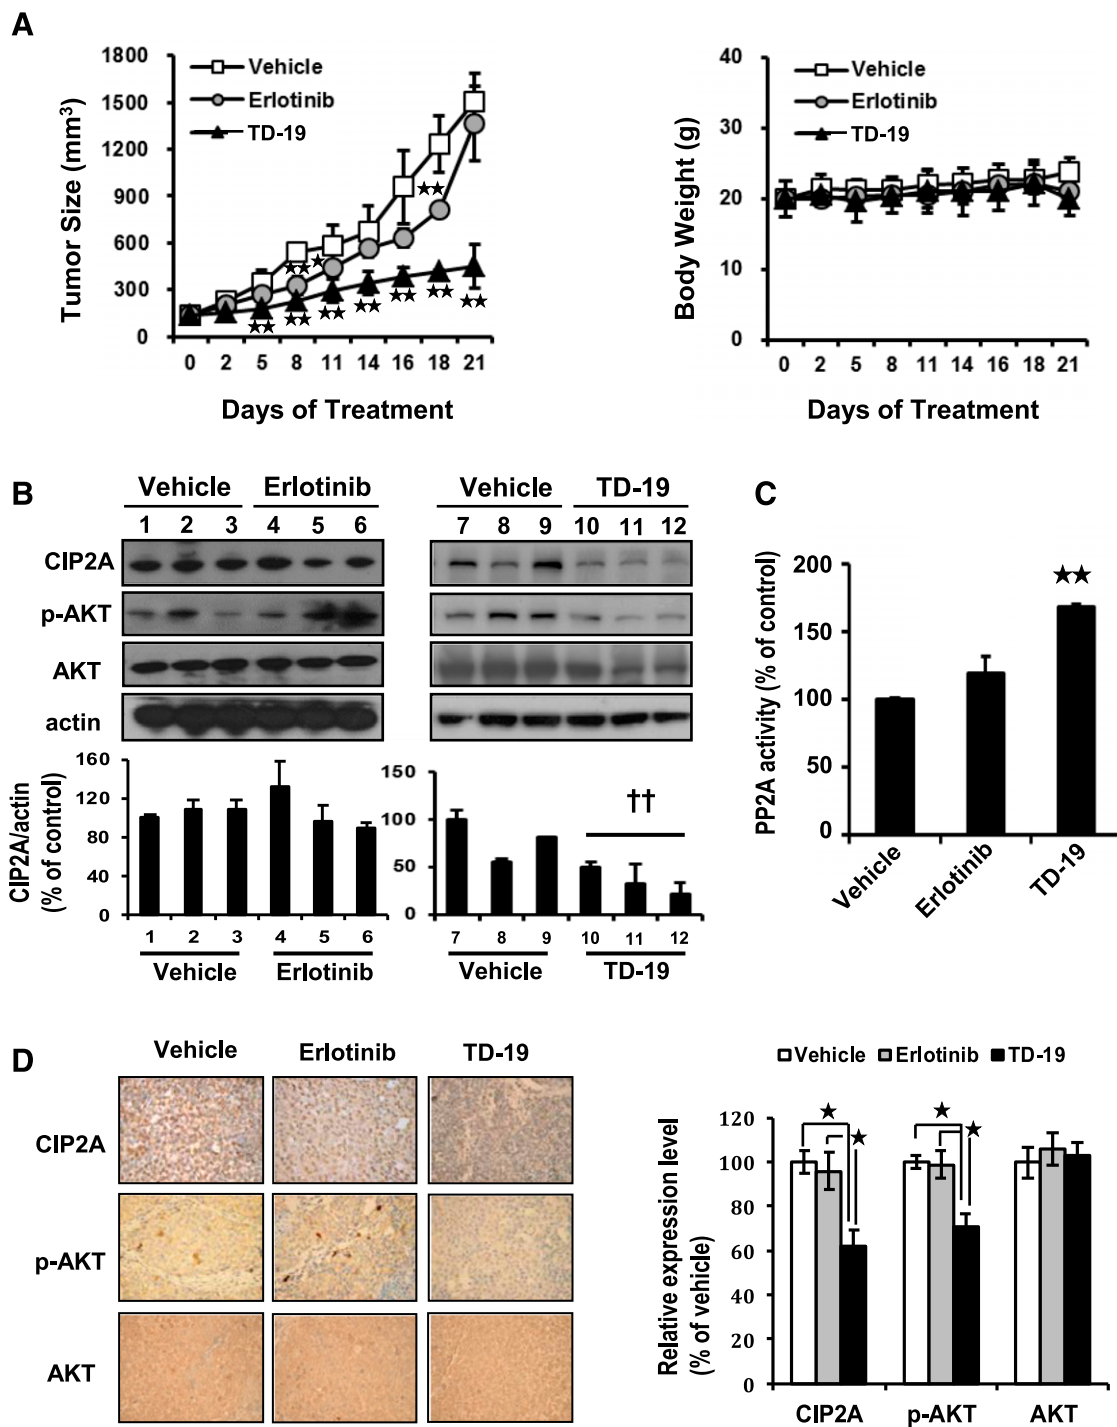 A
Tumor Size (mm³)
1800
1500
1200
900
600
300
0
Vehicle
Erlotinib
TD-19
★★
★★★
★★ ★★ ★★ ★★ ★★ ★★ ★★
0 2 5 8 11 14 16 18 21
Days of Treatment
Body Weight (g)
40
30
20
10
0
Vehicle
Erlotinib
TD-19
0 2 5 8 11 14 16 18 21
Days of Treatment
B
Vehicle Erlotinib
1 2 3 4 5 6
Vehicle TD-19
7 8 9 10 11 12
CIP2A
p-AKT
AKT
actin
CIP2A/actin
(% of control)
160
120
80
40
0
1 2 3 4 5 6
Vehicle Erlotinib
150
100
50
0
††
7 8 9 10 11 12
Vehicle TD-19
C
PP2A activity (% of control)
200
150
100
50
0
★★
Vehicle
Erlotinib
TD-19
D
Vehicle Erlotinib TD-19
CIP2A
p-AKT
AKT
Vehicle Erlotinib TD-19
Relative expression level
(% of vehicle)
120
100
80
60
40
20
0
★ ★
★ ★
CIP2A p-AKT AKT